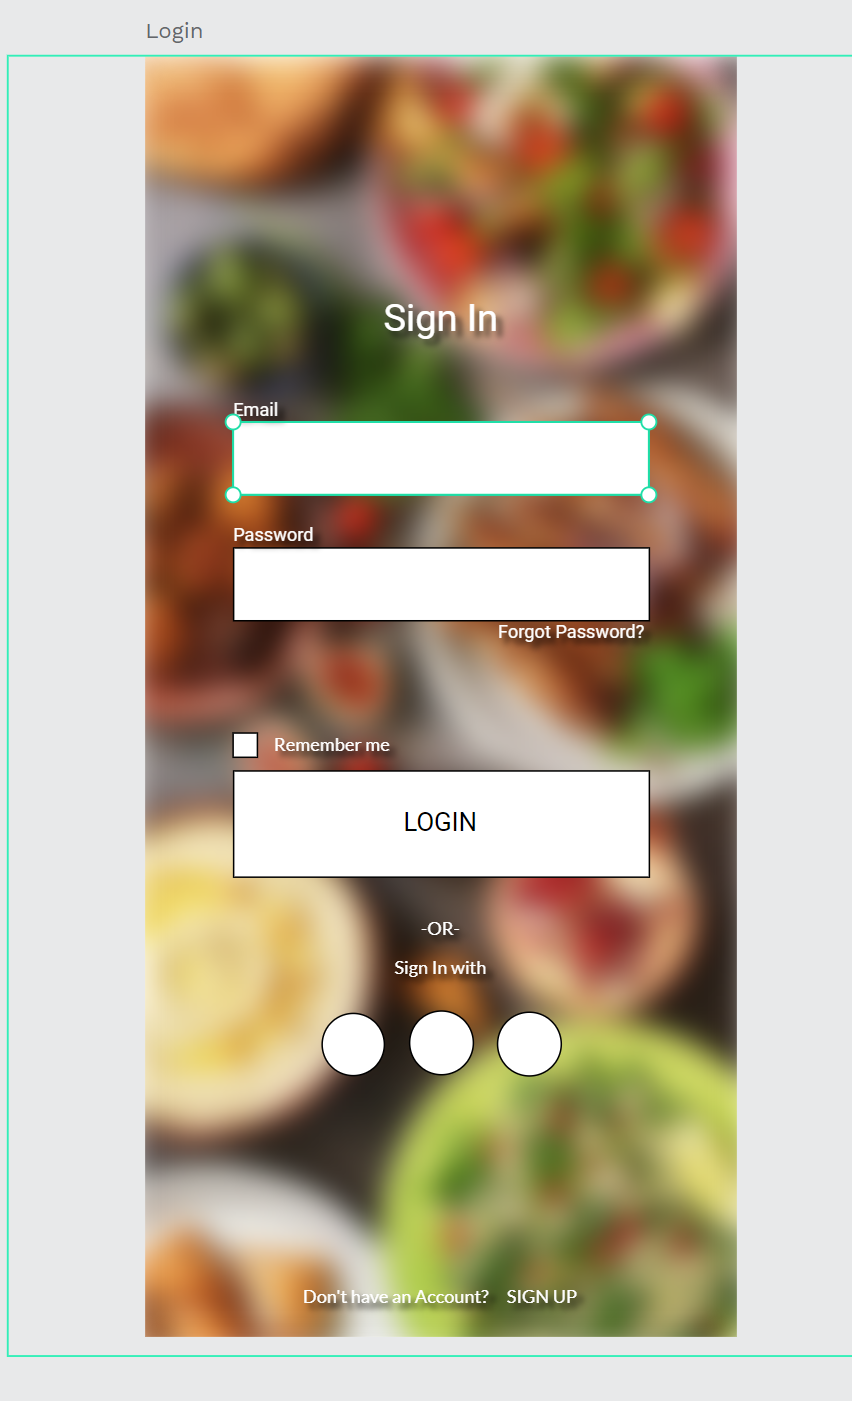 Login
Sign In
Email
Password
Forgot Password?
Remember me
LOGIN
-OR-
Sign In with
Don't have an Account? SIGN UP